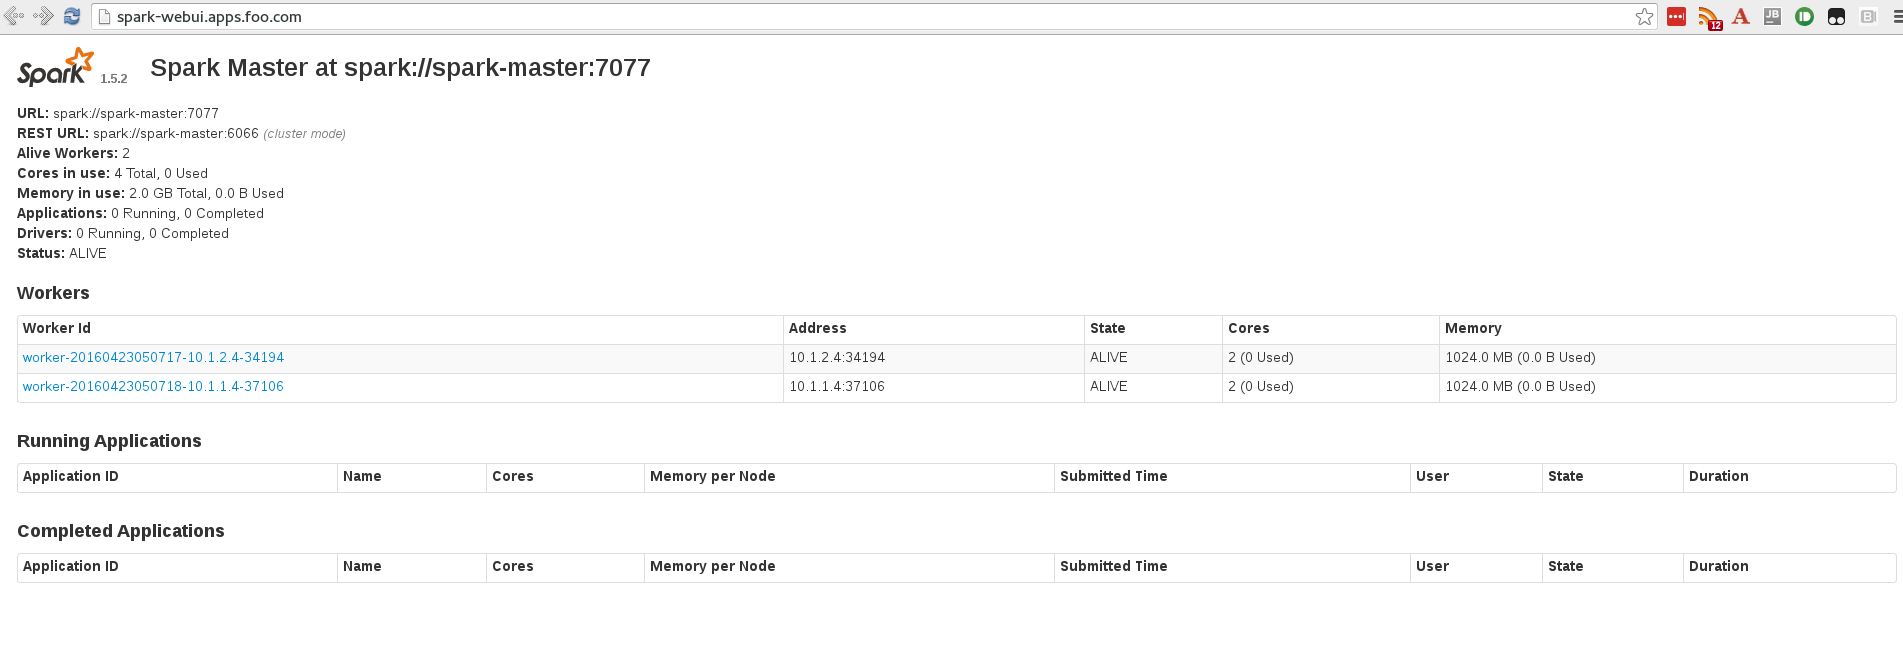 spark-webui.apps.foo.com
12
A
JB
ID
B
Spark 1.5.2 Spark Master at spark://spark-master:7077
URL: spark://spark-master:7077
REST URL: spark://spark-master:6066 (cluster mode)
Alive Workers: 2
Cores in use: 4 Total, 0 Used
Memory in use: 2.0 GB Total, 0.0 B Used
Applications: 0 Running, 0 Completed
Drivers: 0 Running, 0 Completed
Status: ALIVE
Workers
Worker Id Address State Cores Memory
worker-20160423050717-10.1.2.4-34194 10.1.2.4:34194 ALIVE 2 (0 Used) 1024.0 MB (0.0 B Used)
worker-20160423050718-10.1.1.4-37106 10.1.1.4:37106 ALIVE 2 (0 Used) 1024.0 MB (0.0 B Used)
Running Applications
Application ID Name Cores Memory per Node Submitted Time User State Duration
Completed Applications
Application ID Name Cores Memory per Node Submitted Time User State Duration